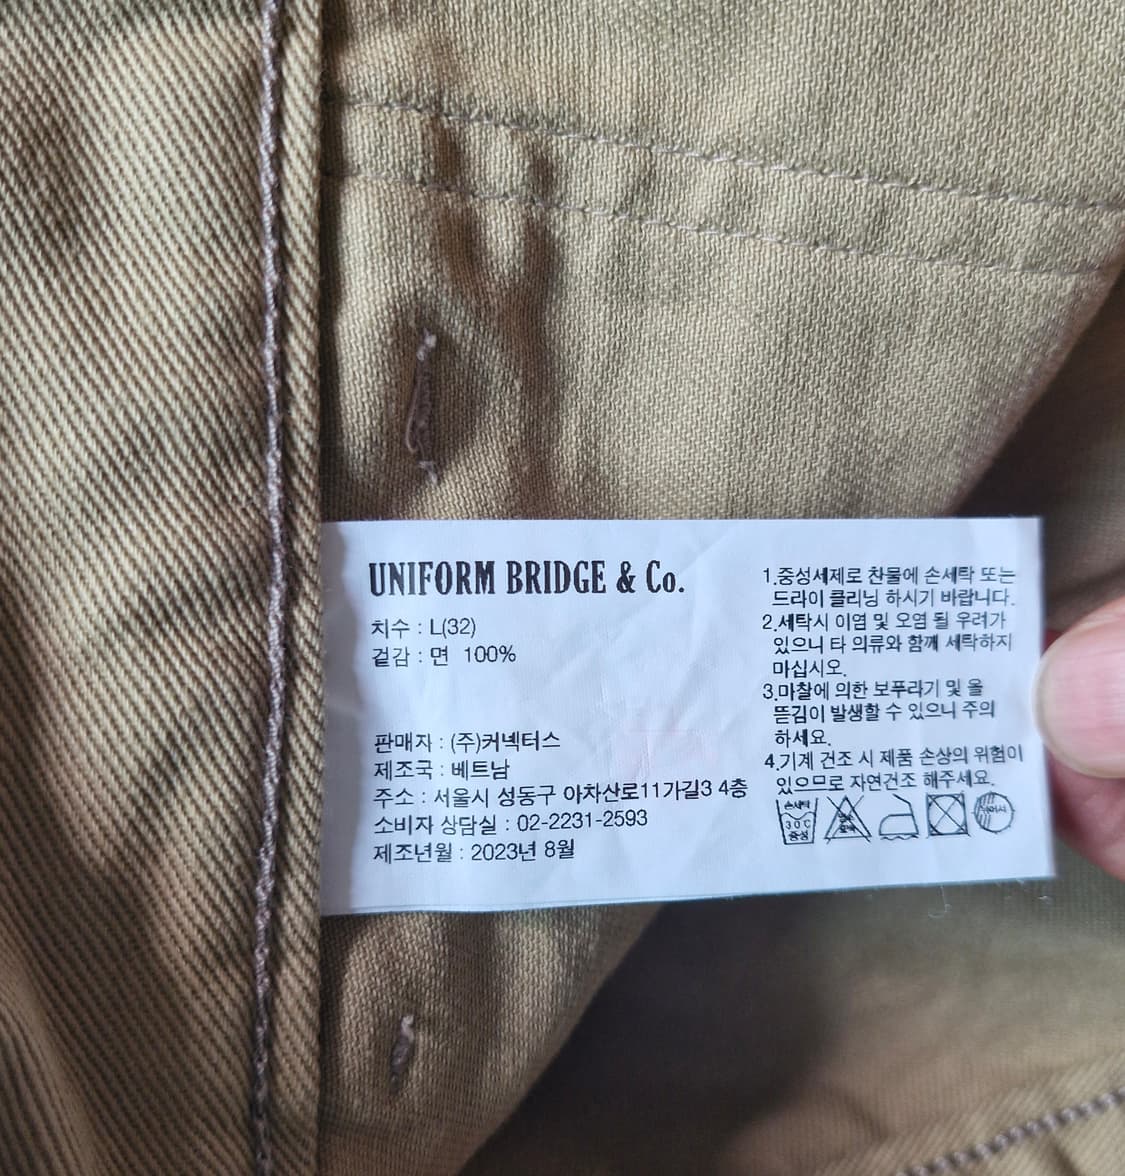 UNIFORM BRIDGE & Co.
치수 : L(32)
겉감 : 면 100%
판매자 : (주)커넥터스
제조국 : 베트남
주소 : 서울시 성동구 아차산로11가길3 4층
소비자 상담실 : 02-2231-2593
제조년월 : 2023년 8월
1.중성세제로 찬물에 손세탁 또는
드라이 클리닝 하시기 바랍니다.
2.세탁시 이염 및 오염 될 우려가
있으니 타 의류와 함께 세탁하지
마십시오.
3.마찰에 의한 보푸라기 및 올
뜯김이 발생할 수 있으니 주의
하세요.
4.기계 건조 시 제품 손상의 위험이
있으므로 자연건조 해주세요.
손세탁
30℃
중성